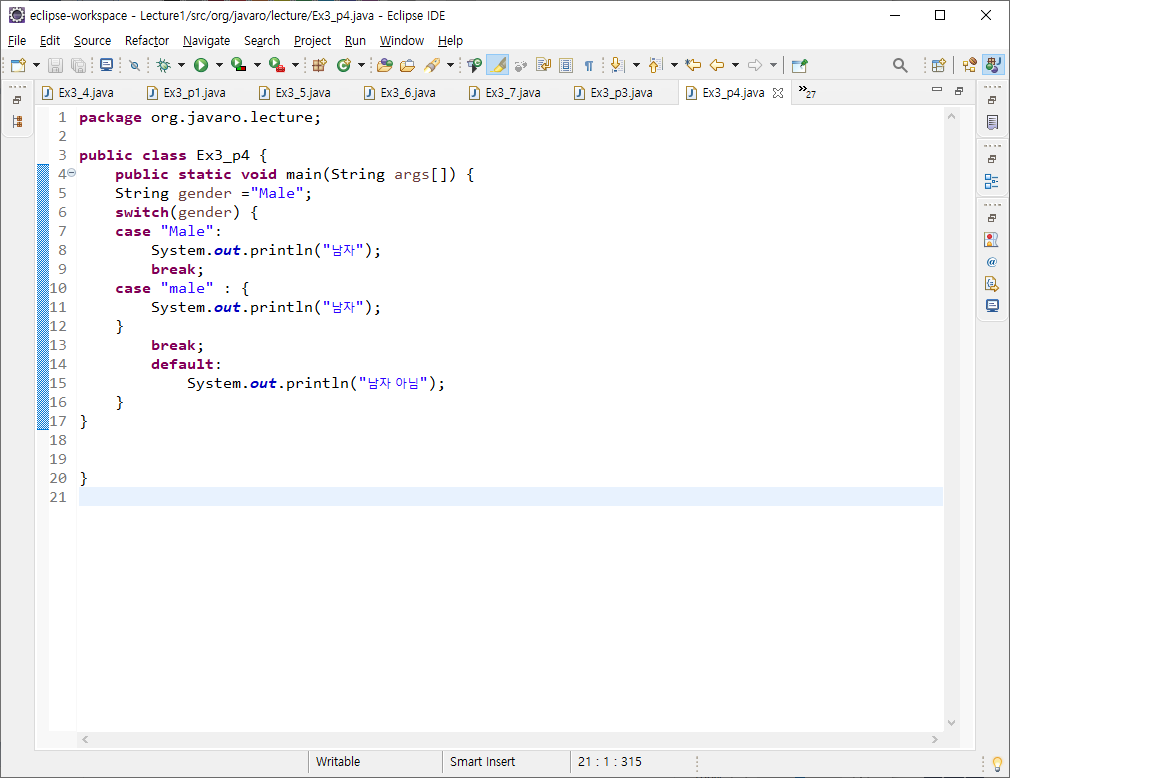 eclipse-workspace - Lecture1/src/org/javaro/lecture/Ex3_p4.java - Eclipse IDE
File Edit Source Refactor Navigate Search Project Run Window Help
Ex3_4.java Ex3_p1.java Ex3_5.java Ex3_6.java Ex3_7.java Ex3_p3.java Ex3_p4.java »27
1 package org.javaro.lecture;
2
3 public class Ex3_p4 {
4 public static void main(String args[]) {
5 String gender ="Male";
6 switch(gender) {
7 case "Male":
8 System.out.println("남자");
9 break;
10 case "male" : {
11 System.out.println("남자");
12 }
13 break;
14 default:
15 System.out.println("남자 아님");
16 }
17 }
18
19
20 }
21
Writable Smart Insert 21 : 1 : 315